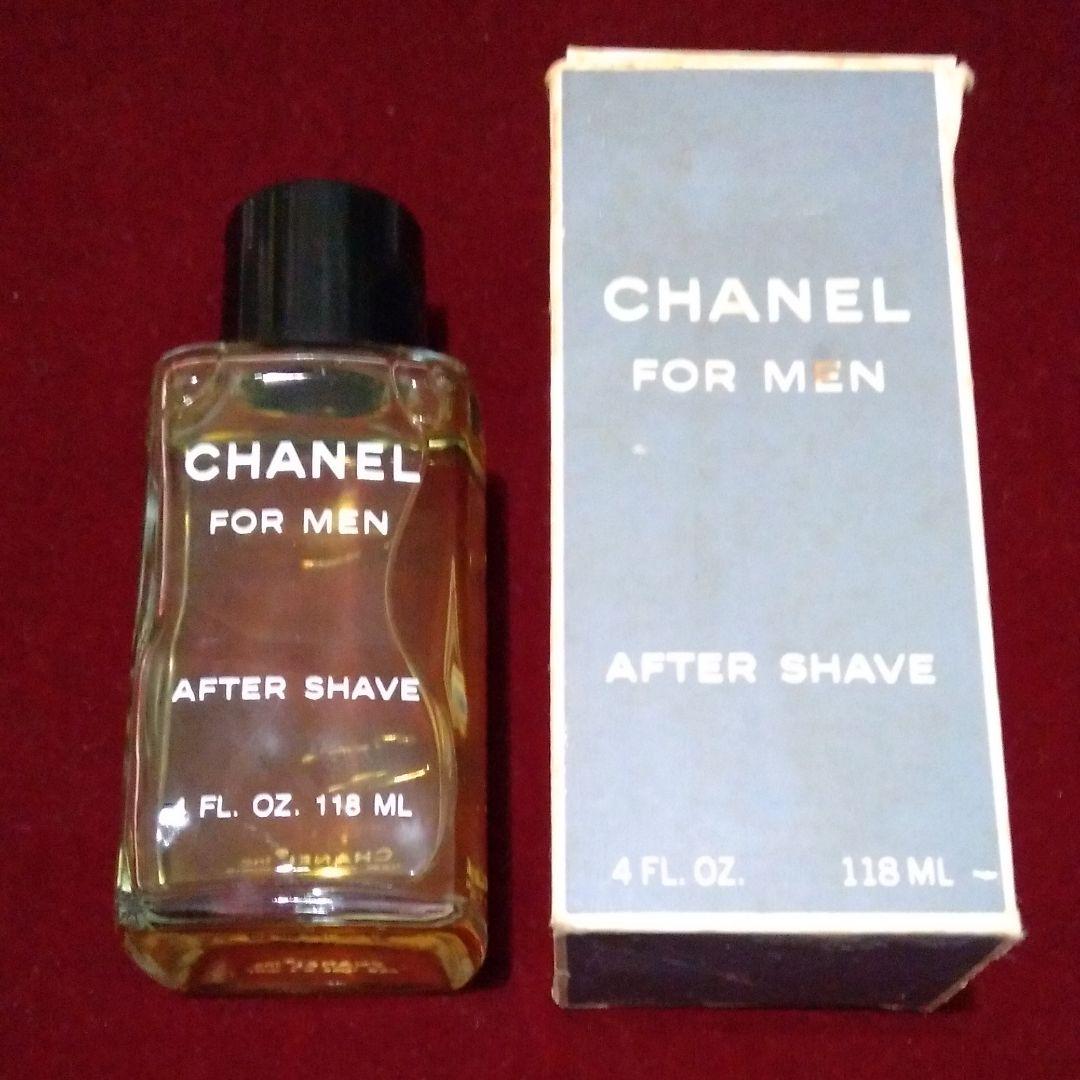 CHANEL
FOR MEN
AFTER SHAVE
4 FL. OZ. 118 ML
CHANEL
CHANEL
FOR MEN
AFTER SHAVE
4 FL. OZ. 118 ML